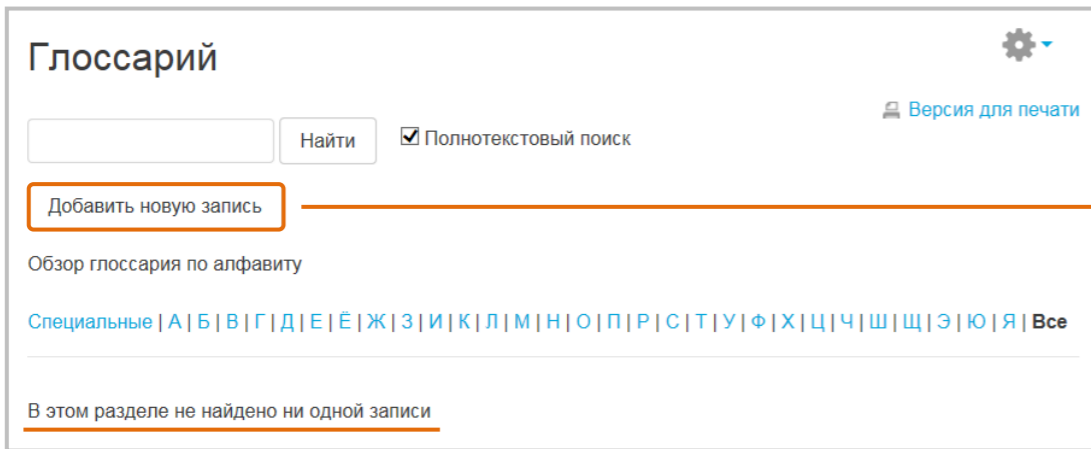 Глоссарий
Версия для печати
Найти Полнотекстовый поиск
Добавить новую запись
Обзор глоссария по алфавиту
Специальные | А | Б | В | Г | Д | Е | Ё | Ж | З | И | К | Л | М | Н | О | П | Р | С | Т | У | Ф | Х | Ц | Ч | Ш | Щ | Э | Ю | Я | Все
В этом разделе не найдено ни одной записи